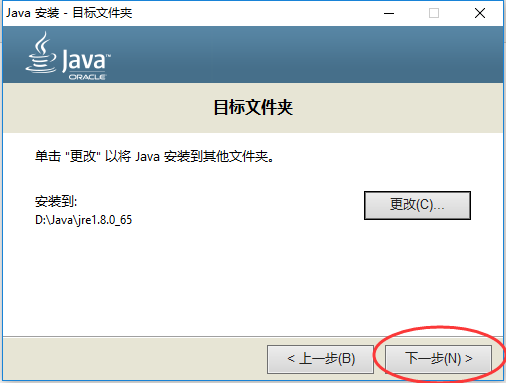 Java 安装 - 目标文件夹
Java™
ORACLE
目标文件夹
单击 "更改" 以将 Java 安装到其他文件夹。
安装到:
D:\Java\jre1.8.0_65
更改(C)...
< 上一步(B)
下一步(N) >